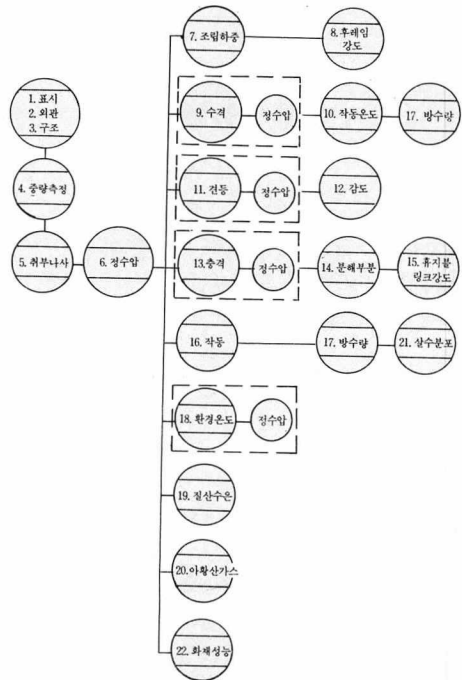 7. 조립하중
8. 후레임
강도
1. 표시
2. 외관
3. 구조
9. 수격
정수압
10. 작동온도
17. 방수량
4. 중량측정
11. 견등
정수압
12. 감도
5. 취부나사
6. 정수압
13. 충격
정수압
14. 분해부분
15. 휴지블
링크강도
16. 작동
17. 방수량
21. 살수분포
18. 환경온도
정수압
19. 질산수은
20. 아황산가스
22. 화재성능